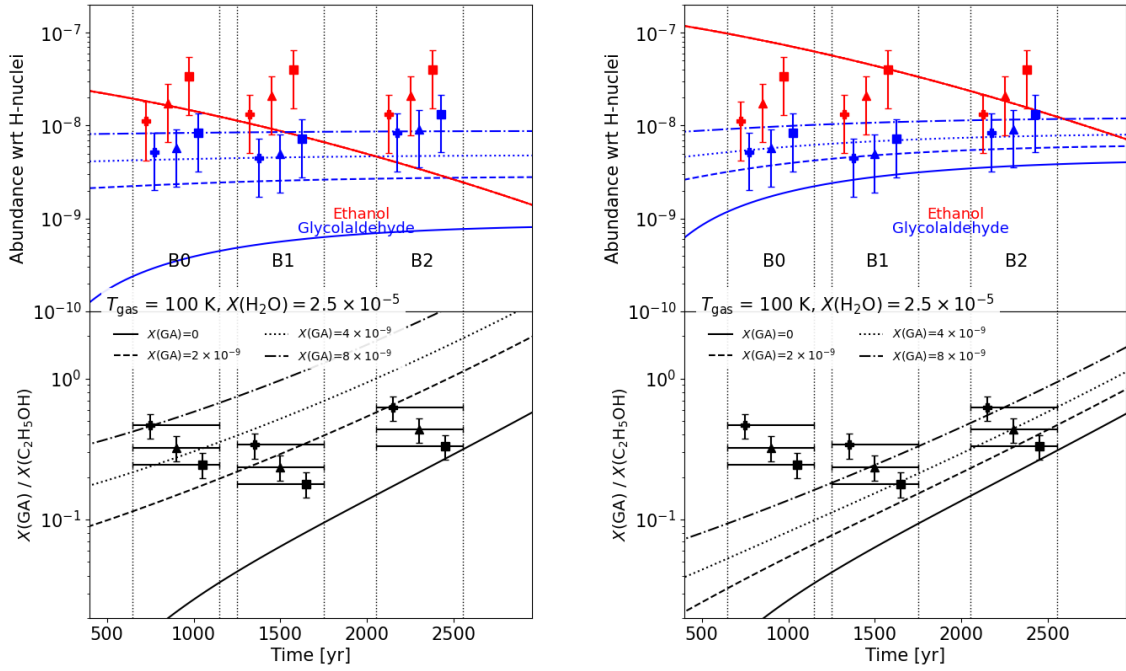 10⁻⁷
10⁻⁸
10⁻⁹
10⁻¹⁰
Abundance wrt H-nuclei
Ethanol
Glycolaldehyde
B0
B1
B2
T_gas = 100 K, X(H₂O) = 2.5 × 10⁻⁵
X(GA)=0
X(GA)=2 × 10⁻⁹
X(GA)=4 × 10⁻⁹
X(GA)=8 × 10⁻⁹
10⁰
10⁻¹
X(GA) / X(C₂H₅OH)
500
1000
1500
2000
2500
Time [yr]
10⁻⁷
10⁻⁸
10⁻⁹
10⁻¹⁰
Abundance wrt H-nuclei
Ethanol
Glycolaldehyde
B0
B1
B2
T_gas = 100 K, X(H₂O) = 2.5 × 10⁻⁵
X(GA)=0
X(GA)=2 × 10⁻⁹
X(GA)=4 × 10⁻⁹
X(GA)=8 × 10⁻⁹
10⁰
10⁻¹
X(GA) / X(C₂H₅OH)
500
1000
1500
2000
2500
Time [yr]